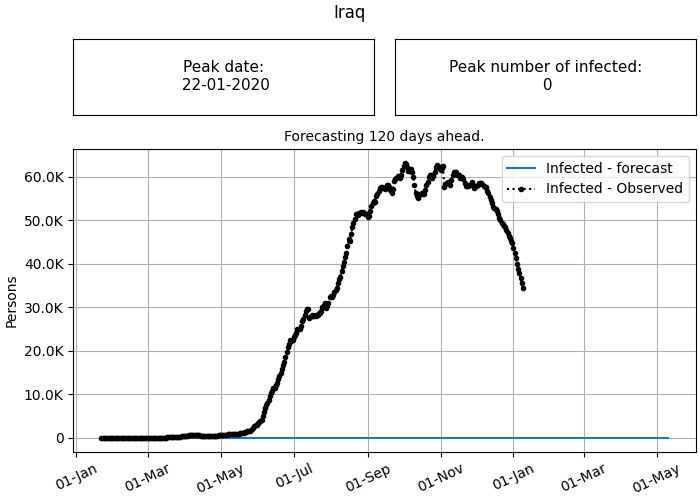 Iraq
Peak date:
22-01-2020
Peak number of infected:
0
Forecasting 120 days ahead.
Infected - forecast
Infected - Observed
Persons
60.0K
50.0K
40.0K
30.0K
20.0K
10.0K
0
01-Jan
01-Mar
01-May
01-Jul
01-Sep
01-Nov
01-Jan
01-Mar
01-May